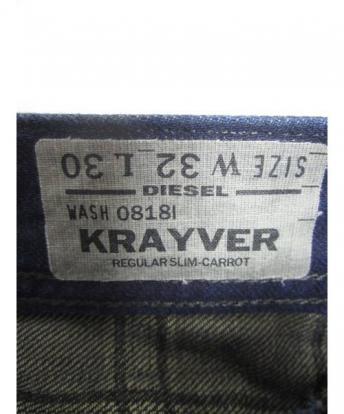 SIZE W 32 L 30
DIESEL
WASH 0818I
KRAYVER
REGULAR SLIM-CARROT